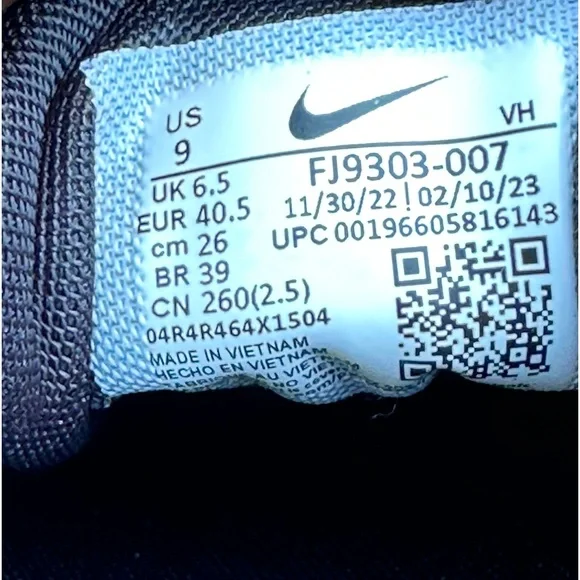 US
9
VH
FJ9303-007
UK 6.5
11/30/22 ! 02/10/23
EUR 40.5
UPC 00196605816143
cm 26
BR 39
CN 260(2.5)
04R4R464X1504
MADE IN VIETNAM
HECHO EN VIETNAM